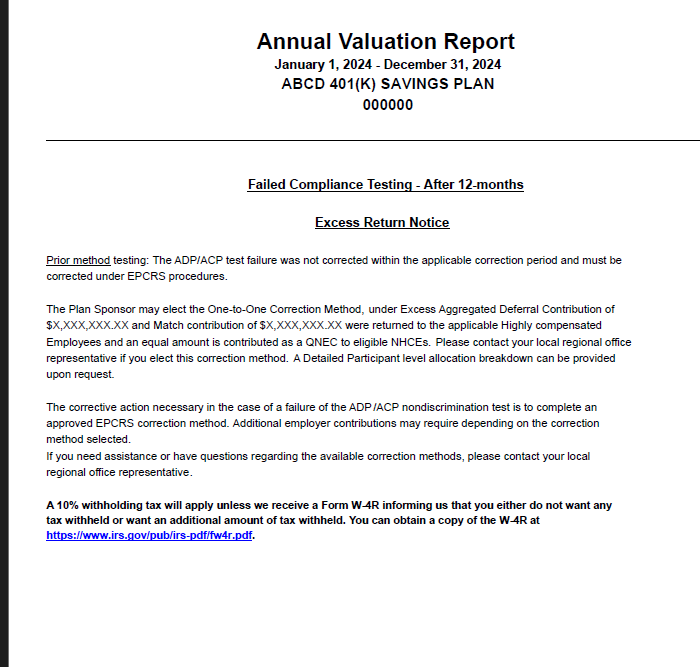 Annual Valuation Report
January 1, 2024 - December 31, 2024
ABCD 401(K) SAVINGS PLAN
000000
Failed Compliance Testing - After 12-months
Excess Return Notice
Prior method testing: The ADP/ACP test failure was not corrected within the applicable correction period and must be
corrected under EPCRS procedures.
The Plan Sponsor may elect the One-to-One Correction Method, under Excess Aggregated Deferral Contribution of
$X,XXX,XXX.XX and Match contribution of $X,XXX,XXX.XX were returned to the applicable Highly compensated
Employees and an equal amount is contributed as a QNEC to eligible NHCEs. Please contact your local regional office
representative if you elect this correction method. A Detailed Participant level allocation breakdown can be provided
upon request.
The corrective action necessary in the case of a failure of the ADP/ACP nondiscrimination test is to complete an
approved EPCRS correction method. Additional employer contributions may require depending on the correction
method selected.
If you need assistance or have questions regarding the available correction methods, please contact your local
regional office representative.
A 10% withholding tax will apply unless we receive a Form W-4R informing us that you either do not want any
tax withheld or want an additional amount of tax withheld. You can obtain a copy of the W-4R at
https://www.irs.gov/pub/irs-pdf/fw4r.pdf.